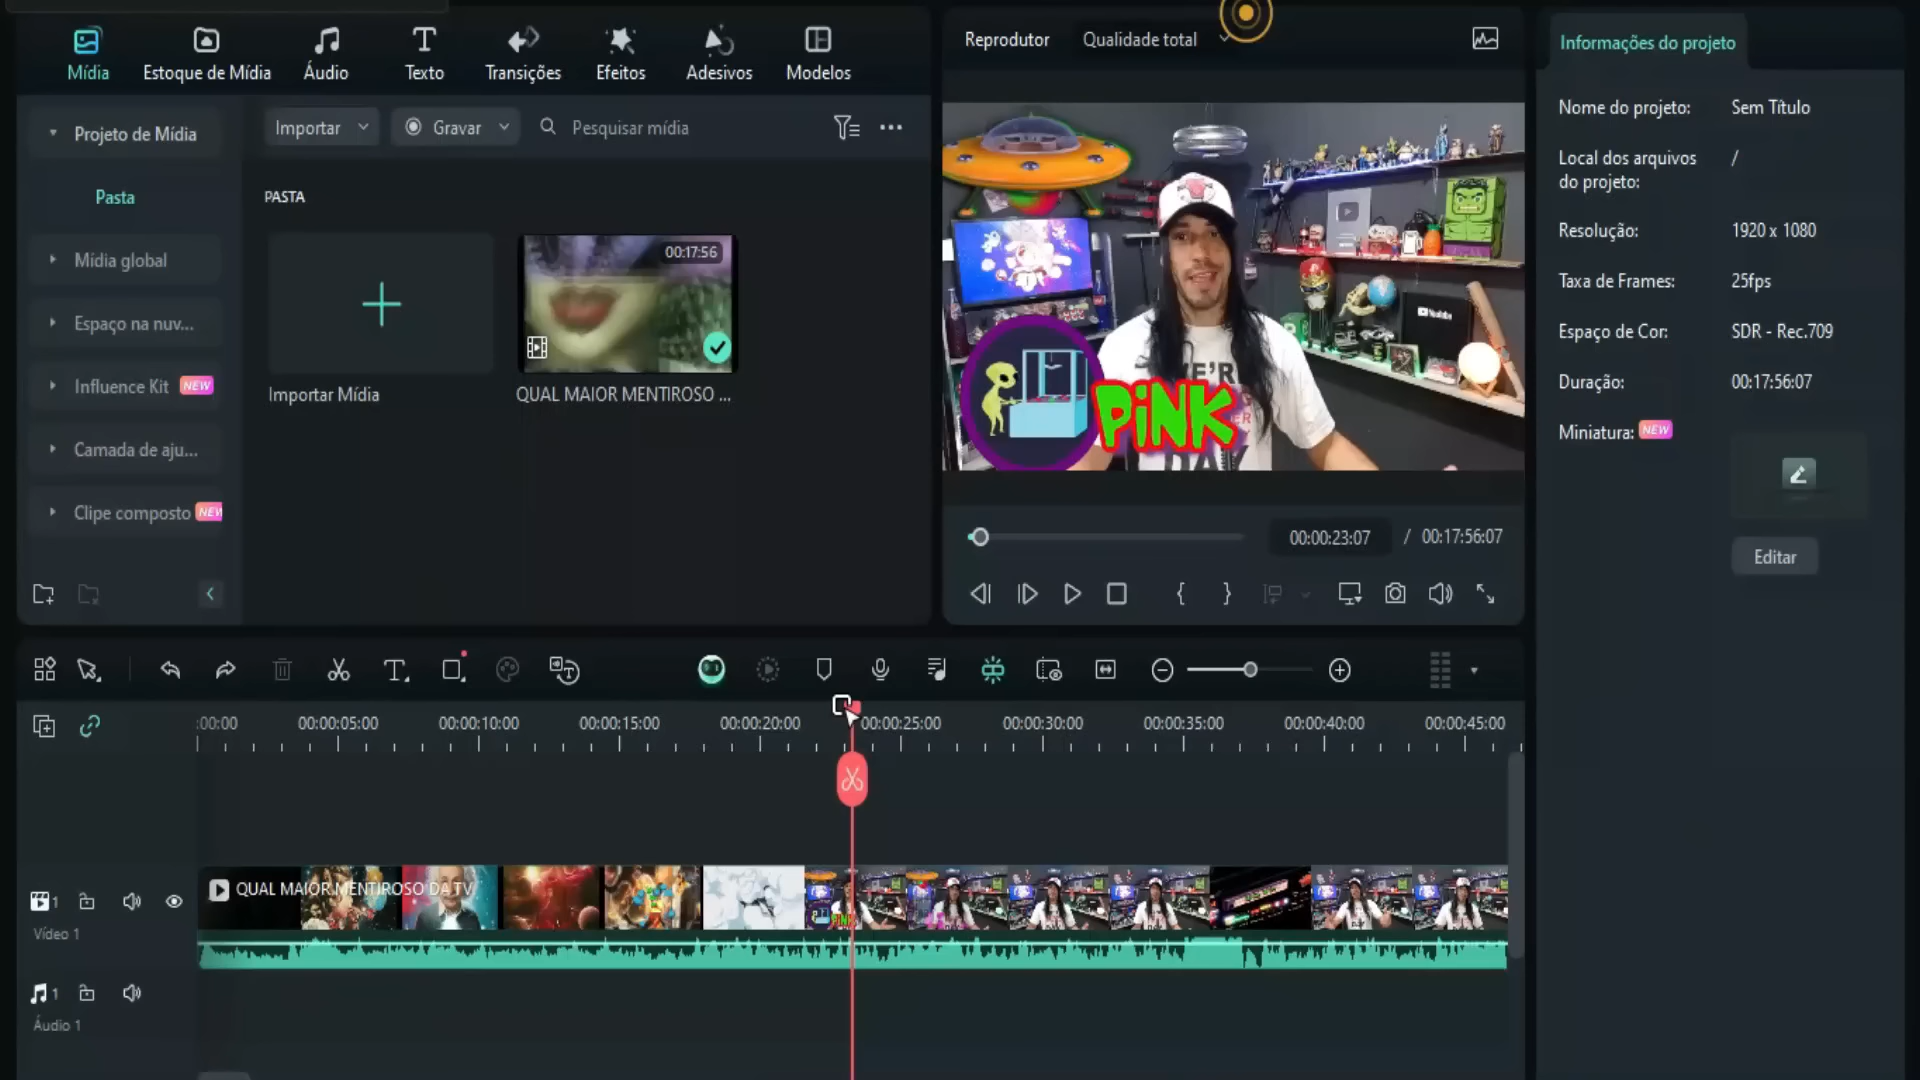 Mídia
Estoque de Mídia
Áudio
Texto
Transições
Efeitos
Adesivos
Modelos
Projeto de Mídia
Pasta
Mídia global
Espaço na nuv...
Influence Kit NEW
Camada de aju...
Clipe composto NEW
Importar
Gravar
Pesquisar mídia
PASTA
00:17:56
Importar Mídia
QUAL MAIOR MENTIROSO ...
Reprodutor
Qualidade total
YouTube
PiNK
WE'RE
DAY
00:00:23:07 / 00:17:56:07
Informações do projeto
Nome do projeto: Sem Título
Local dos arquivos /
do projeto:
Resolução: 1920 x 1080
Taxa de Frames: 25fps
Espaço de Cor: SDR - Rec.709
Duração: 00:17:56:07
Miniatura: NEW
Editar
:00:00 00:00:05:00 00:00:10:00 00:00:15:00 00:00:20:00 00:00:25:00 00:00:30:00 00:00:35:00 00:00:40:00 00:00:45:00
QUAL MAIOR MENTIROSO DA TV
1
Vídeo 1
1
Áudio 1